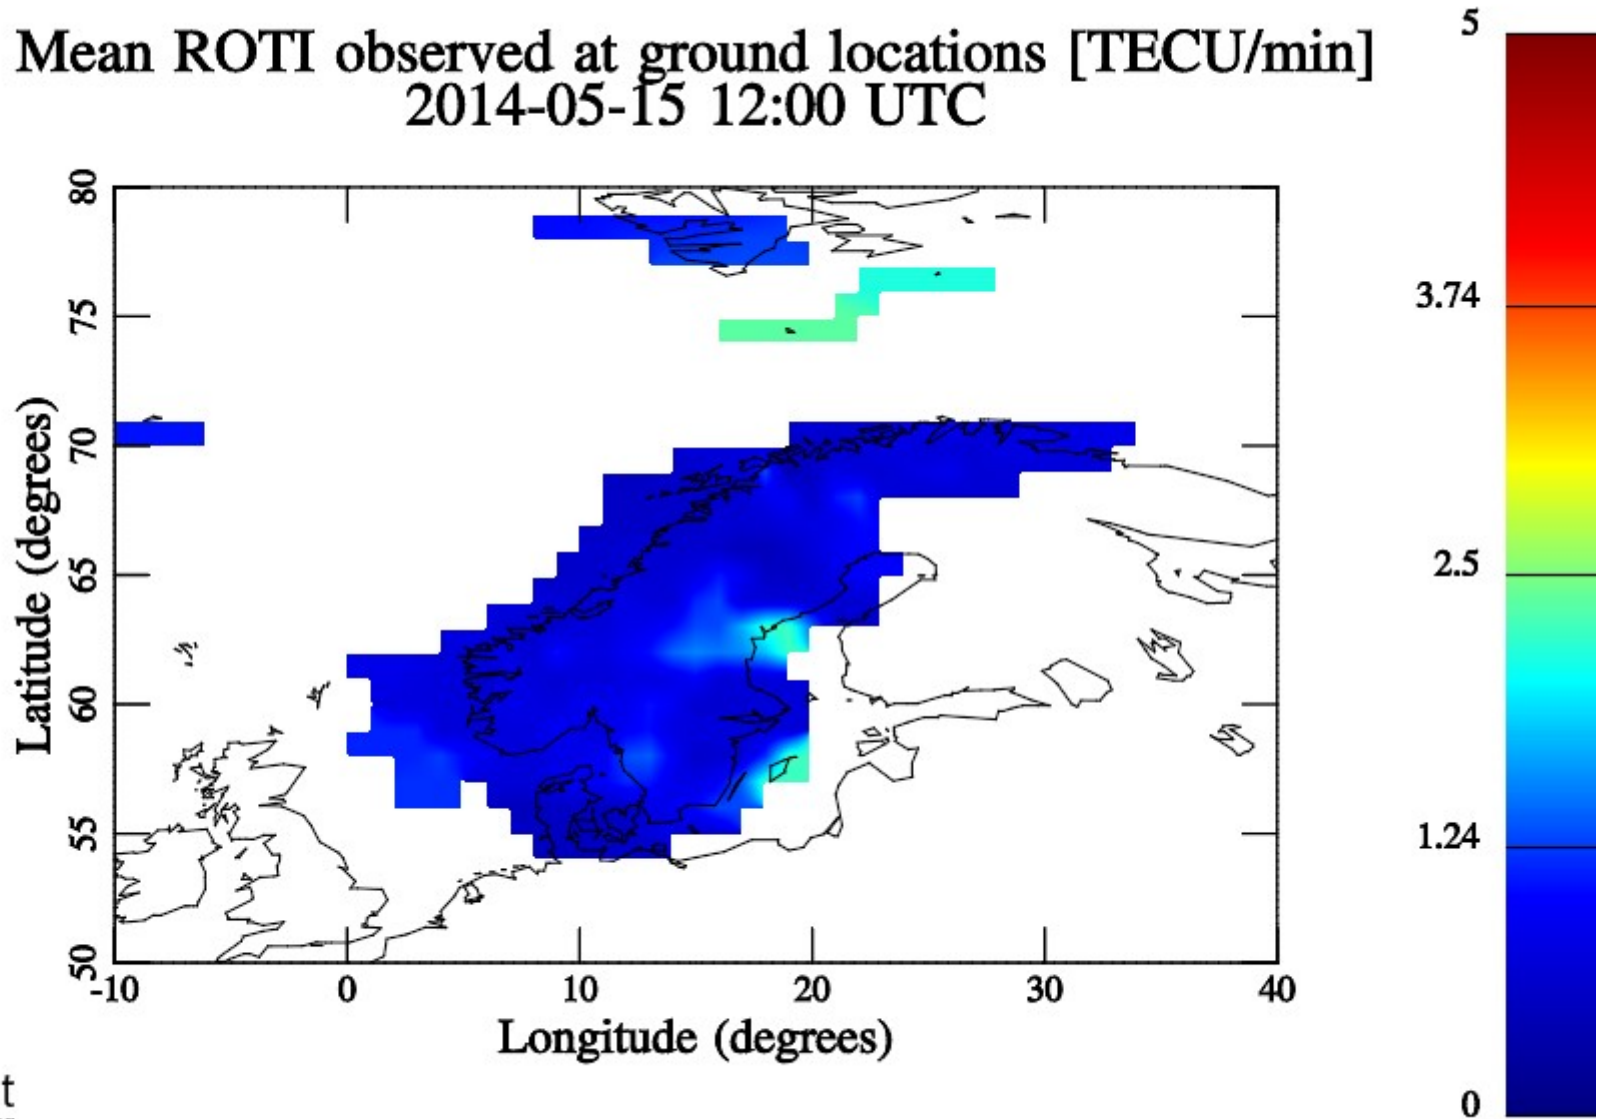 Mean ROTI observed at ground locations [TECU/min]
2014-05-15 12:00 UTC
5
3.74
2.5
1.24
0
80
75
70
65
60
55
50
Latitude (degrees)
-10 0 10 20 30 40
Longitude (degrees)
t